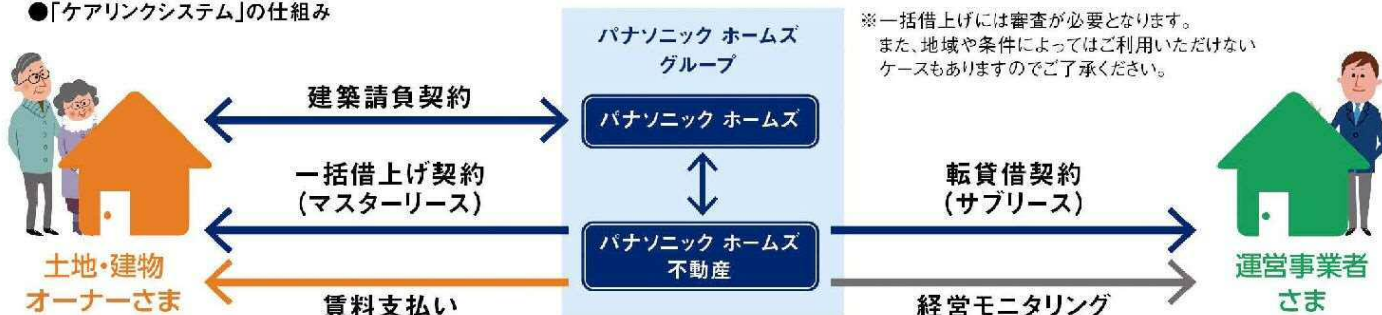 ●「ケアリンクシステム」の仕組み
パナソニック ホームズ
グループ
※一括借上げには審査が必要となります。
また、地域や条件によってはご利用いただけない
ケースもありますのでご了承ください。
建築請負契約
パナソニック ホームズ
一括借上げ契約
(マスターリース)
転貸借契約
(サブリース)
パナソニック ホームズ
不動産
土地・建物
オーナーさま
賃料支払い
経営モニタリング
運営事業者
さま